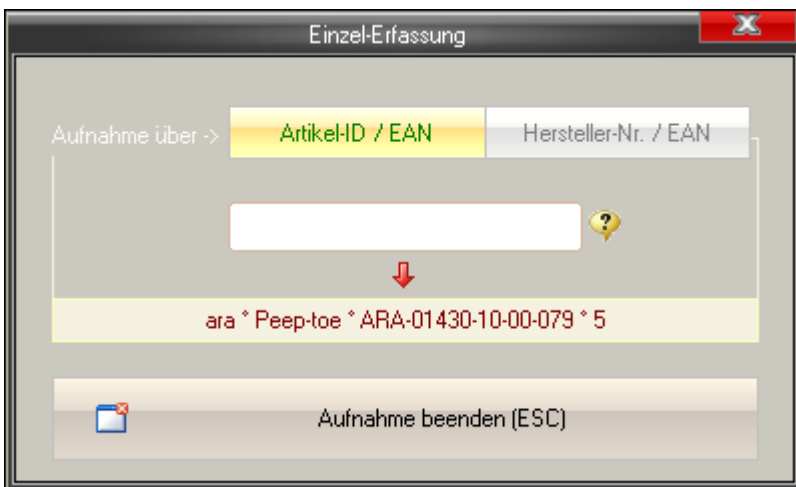 Einzel-Erfassung
Aufnahme über -> Artikel-ID / EAN Hersteller-Nr. / EAN
?
ara * Peep-toe * ARA-01430-10-00-079 * 5
Aufnahme beenden (ESC)